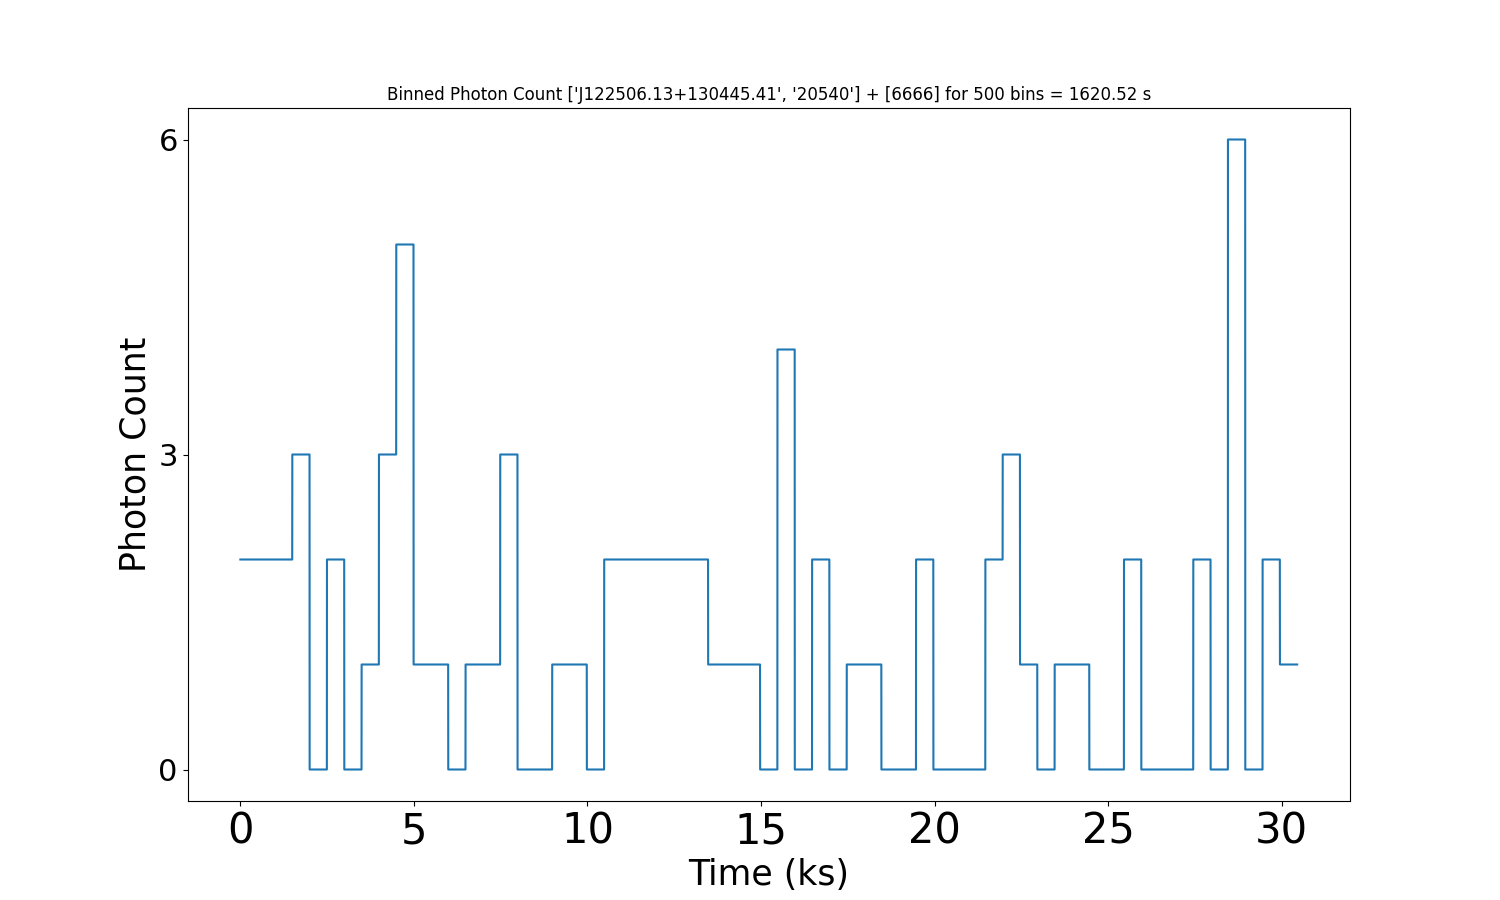 Binned Photon Count ['J122506.13+130445.41', '20540'] + [6666] for 500 bins = 1620.52 s
6
3
0
Photon Count
0 5 10 15 20 25 30
Time (ks)